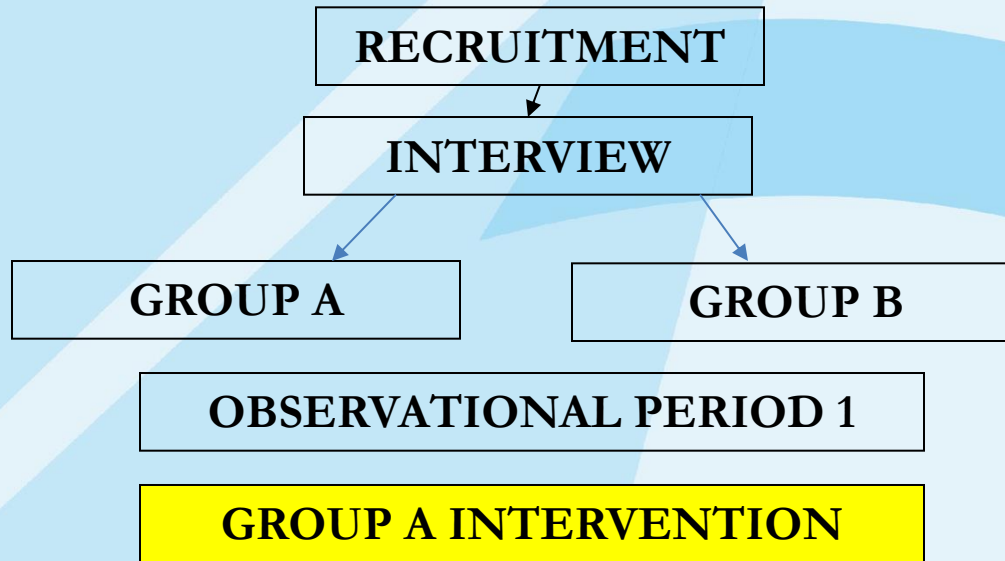 RECRUITMENT
INTERVIEW
GROUP A
GROUP B
OBSERVATIONAL PERIOD 1
GROUP A INTERVENTION